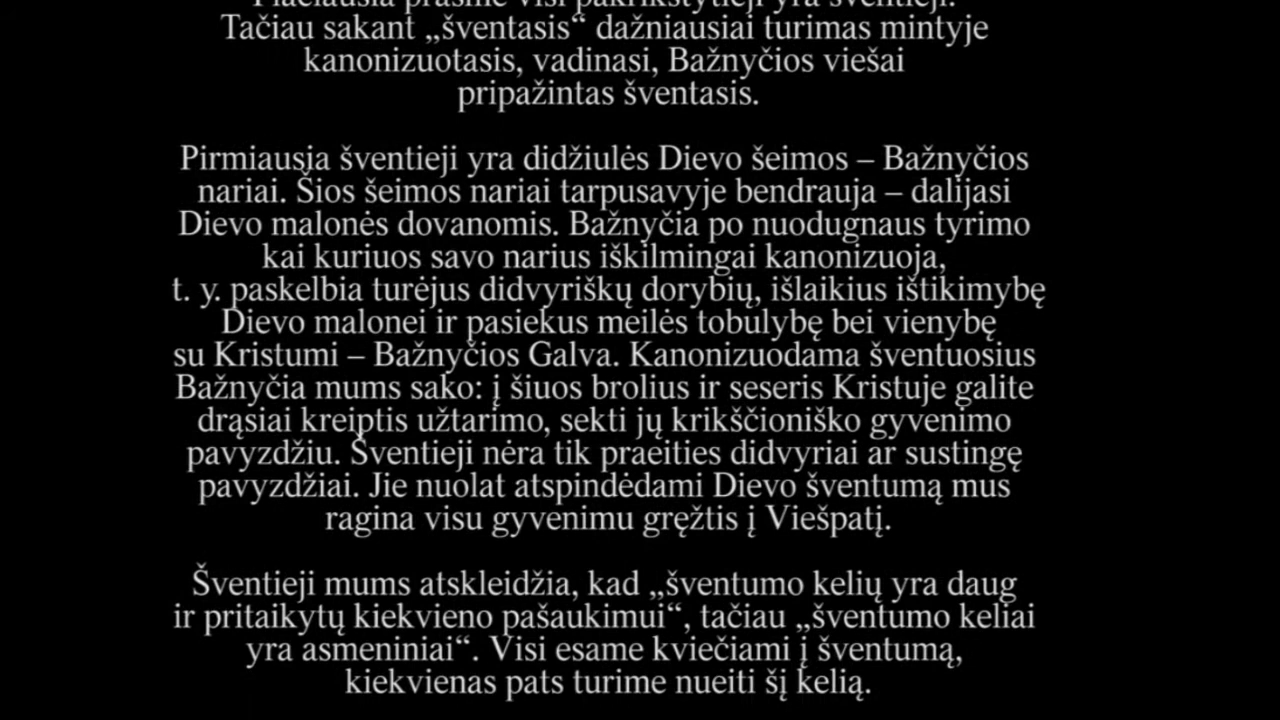 Plačiausia prasme visi pakrikštytieji yra šventieji.
Tačiau sakant „šventasis“ dažniausiai turimas mintyje
kanonizuotasis, vadinasi, Bažnyčios viešai
pripažintas šventasis.
Pirmiausia šventieji yra didžiulės Dievo šeimos – Bažnyčios
nariai. Šios šeimos nariai tarpusavyje bendrauja – dalijasi
Dievo malonės dovanomis. Bažnyčia po nuodugnaus tyrimo
kai kuriuos savo narius iškilmingai kanonizuoja,
t. y. paskelbia turėjus didvyriškų dorybių, išlaikius ištikimybę
Dievo malonei ir pasiekus meilės tobulybę bei vienybę
su Kristumi – Bažnyčios Galva. Kanonizuodama šventuosius
Bažnyčia mums sako: į šiuos brolius ir seseris Kristuje galite
drąsiai kreiptis užtarimo, sekti jų krikščioniško gyvenimo
pavyzdžiu. Šventieji nėra tik praeities didvyriai ar sustingę
pavyzdžiai. Jie nuolat atspindėdami Dievo šventumą mus
ragina visu gyvenimu gręžtis į Viešpatį.
Šventieji mums atskleidžia, kad „šventumo kelių yra daug
ir pritaikytų kiekvieno pašaukimui“, tačiau „šventumo keliai
yra asmeniniai“. Visi esame kviečiami į šventumą,
kiekvienas pats turime nueiti šį kelią.